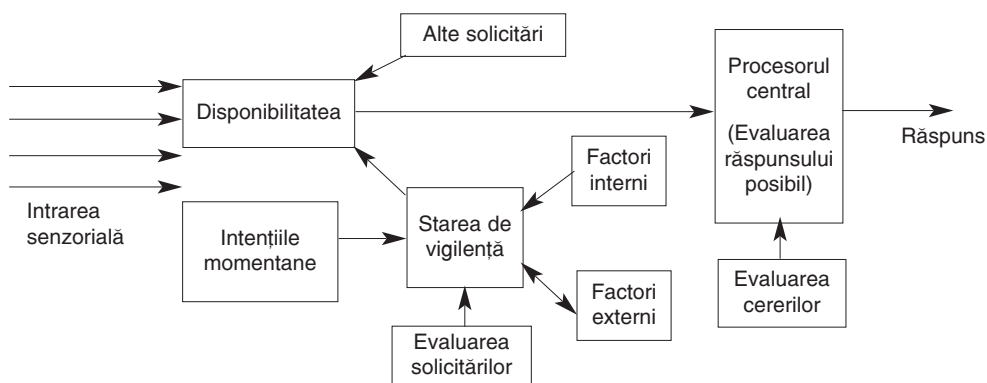 Alte solicitări
Disponibilitatea
Procesorul
central
(Evaluarea
răspunsului
posibil)
Răspuns
Intrarea
senzorială
Intențiile
momentane
Starea de
vigilență
Factori
interni
Factori
externi
Evaluarea
solicitărilor
Evaluarea
cererilor